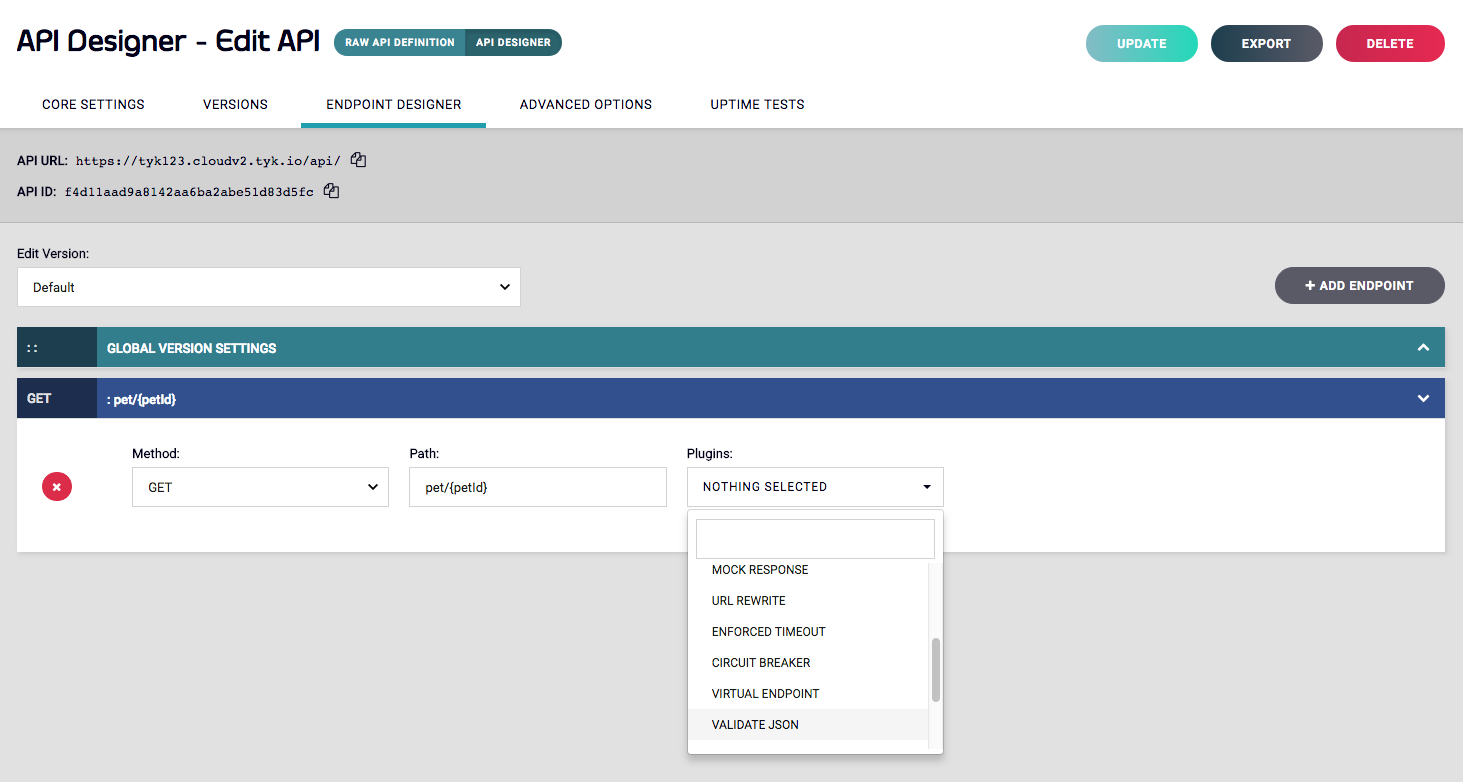 API Designer - Edit API
RAW API DEFINITION
API DESIGNER
UPDATE
EXPORT
DELETE
CORE SETTINGS
VERSIONS
ENDPOINT DESIGNER
ADVANCED OPTIONS
UPTIME TESTS
API URL: https://tyk123.cloudv2.tyk.io/api/
API ID: f4d11aad9a8142aa6ba2abe51d83d5fc
Edit Version:
Default
+ ADD ENDPOINT
:: GLOBAL VERSION SETTINGS
GET : pet/{petId}
Method:
Path:
Plugins:
GET
pet/{petId}
NOTHING SELECTED
MOCK RESPONSE
URL REWRITE
ENFORCED TIMEOUT
CIRCUIT BREAKER
VIRTUAL ENDPOINT
VALIDATE JSON